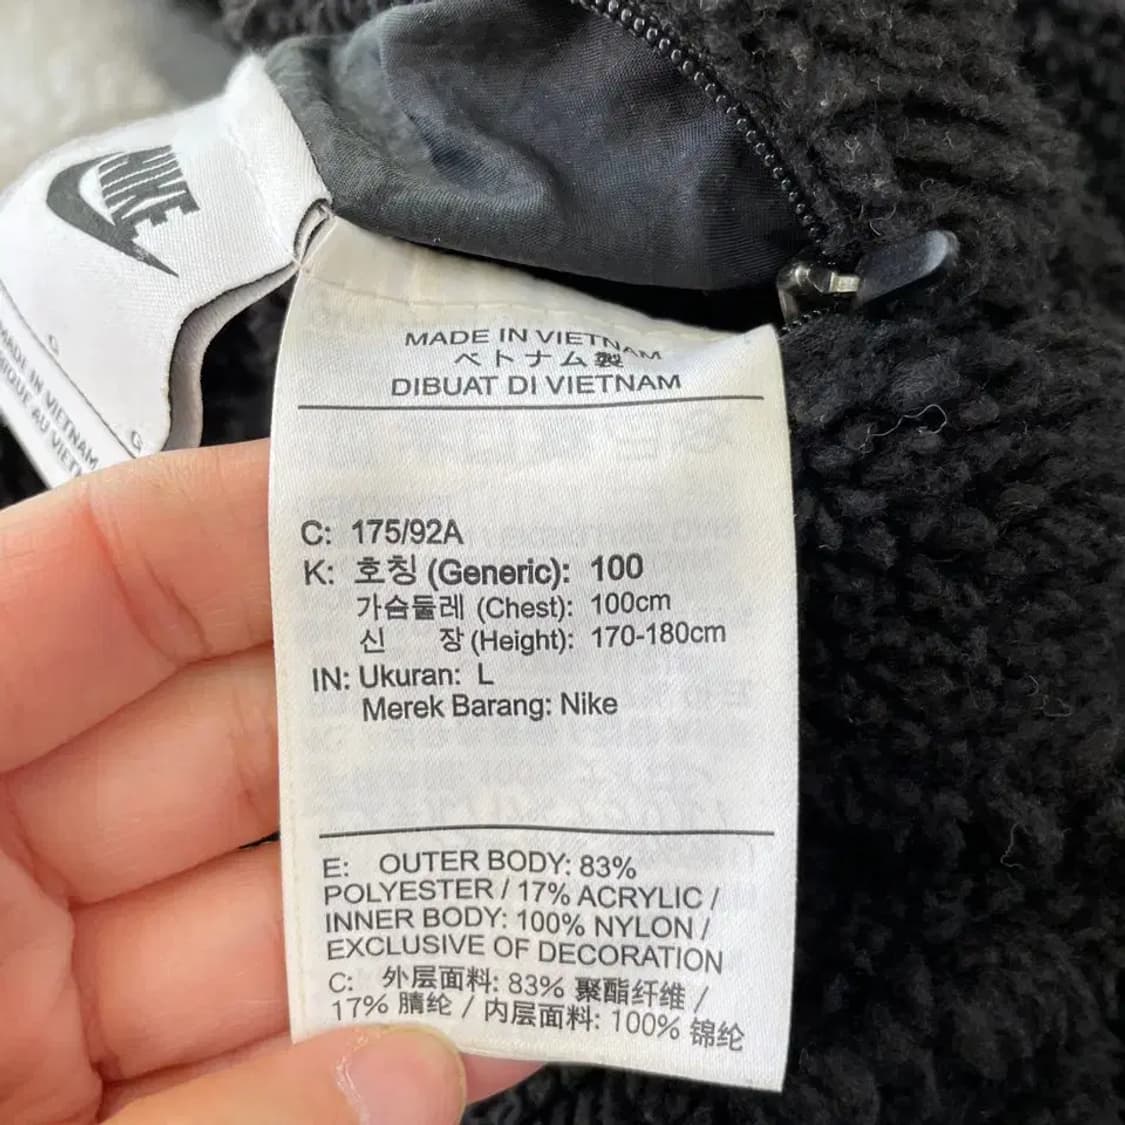 NIKE
G
MADE IN VIETNAM
MADE IN VIETNAM
ベトナム製
DIBUAT DI VIETNAM
C: 175/92A
K: 호칭 (Generic): 100
가슴둘레 (Chest): 100cm
신 장 (Height): 170-180cm
IN: Ukuran: L
Merek Barang: Nike
E: OUTER BODY: 83%
POLYESTER / 17% ACRYLIC /
INNER BODY: 100% NYLON /
EXCLUSIVE OF DECORATION
C: 外层面料: 83% 聚酯纤维 /
17% 腈纶 / 内层面料: 100% 锦纶